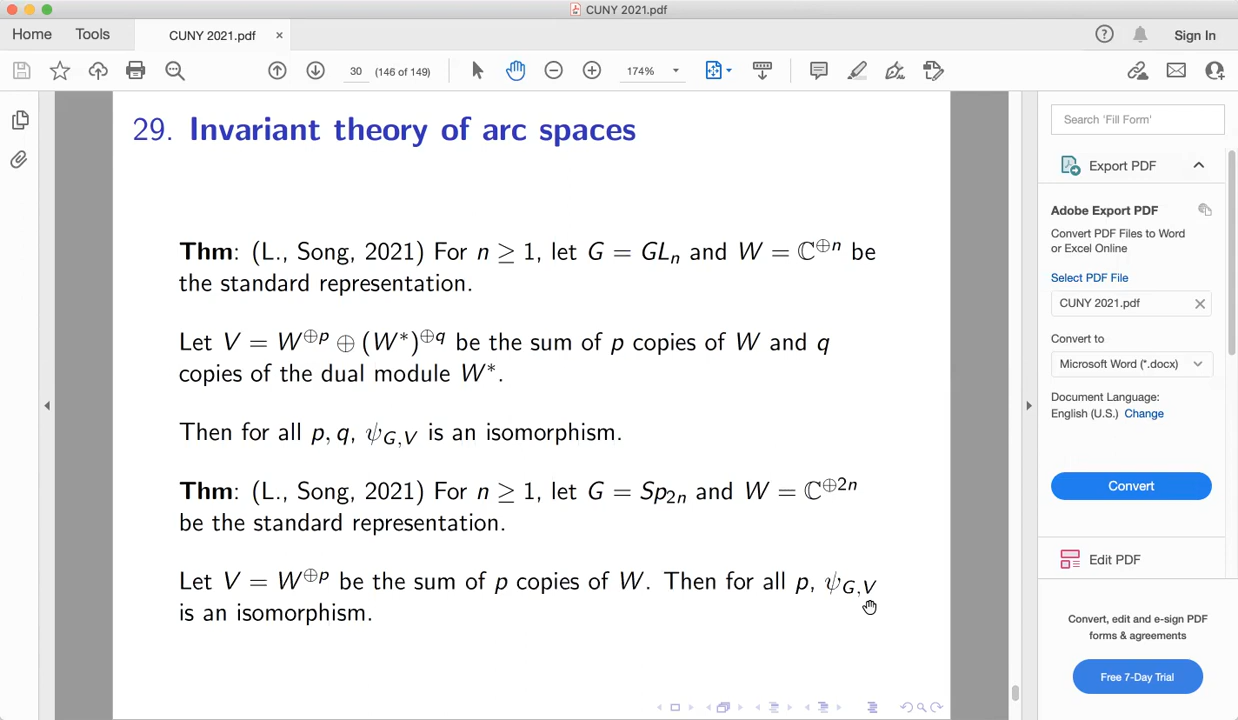 CUNY 2021.pdf
Home Tools CUNY 2021.pdf × Sign In
30 (146 of 149) 174%
29. Invariant theory of arc spaces
Thm: (L., Song, 2021) For n ≥ 1, let G = GLₙ and W = ℂ^{⊕n} be
the standard representation.
Let V = W^{⊕p} ⊕ (W*)^{⊕q} be the sum of p copies of W and q
copies of the dual module W*.
Then for all p, q, ψ_{G,V} is an isomorphism.
Thm: (L., Song, 2021) For n ≥ 1, let G = Sp_{2n} and W = ℂ^{⊕2n}
be the standard representation.
Let V = W^{⊕p} be the sum of p copies of W. Then for all p, ψ_{G,V}
is an isomorphism.
Search 'Fill Form'
Export PDF
Adobe Export PDF
Convert PDF Files to Word
or Excel Online
Select PDF File
CUNY 2021.pdf
Convert to
Microsoft Word (*.docx)
Document Language:
English (U.S.) Change
Convert
Edit PDF
Convert, edit and e-sign PDF
forms & agreements
Free 7-Day Trial